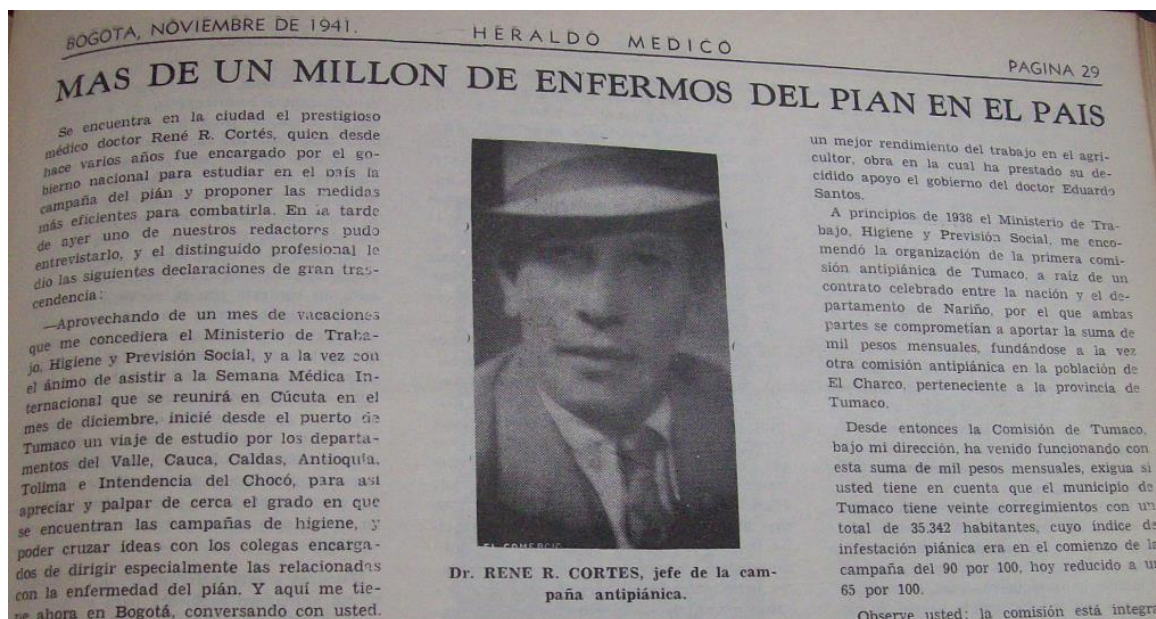 BOGOTA, NOVIEMBRE DE 1941.
HERALDO MEDICO
PAGINA 29
MAS DE UN MILLON DE ENFERMOS DEL PIAN EN EL PAIS
Se encuentra en la ciudad el prestigioso
médico doctor René R. Cortés, quien desde
hace varios años fue encargado por el go-
bierno nacional para estudiar en el país la
campaña del pián y proponer las medidas
más eficientes para combatirla. En la tarde
de ayer uno de nuestros redactores pudo
entrevistarlo, y el distinguido profesional le
dio las siguientes declaraciones de gran tras-
cendencia:
—Aprovechando de un mes de vacaciones
que me concediera el Ministerio de Traba-
jo, Higiene y Previsión Social, y a la vez con
el ánimo de asistir a la Semana Médica In-
ternacional que se reunirá en Cúcuta en el
mes de diciembre, inicié desde el puerto de
Tumaco un viaje de estudio por los departa-
mentos del Valle, Cauca, Caldas, Antioquía,
Tolima e Intendencia del Chocó, para así
apreciar y palpar de cerca el grado en que
se encuentran las campañas de higiene, y
poder cruzar ideas con los colegas encarga-
dos de dirigir especialmente las relacionadas
con la enfermedad del pián. Y aquí me tie-
ne ahora en Bogotá, conversando con usted.
EL COMERCIO
Dr. RENE R. CORTES, jefe de la cam-
paña antipiánica.
un mejor rendimiento del trabajo en el agri-
cultor, obra en la cual ha prestado su de-
cidido apoyo el gobierno del doctor Eduardo
Santos.
A principios de 1938 el Ministerio de Tra-
bajo, Higiene y Previsión Social, me enco-
mendó la organización de la primera comi-
sión antipiánica de Tumaco, a raíz de un
contrato celebrado entre la nación y el de-
partamento de Nariño, por el que ambas
partes se comprometían a aportar la suma de
mil pesos mensuales, fundándose a la vez
otra comisión antipiánica en la población de
El Charco, perteneciente a la provincia de
Tumaco.
Desde entonces la Comisión de Tumaco,
bajo mi dirección, ha venido funcionando con
esta suma de mil pesos mensuales, exigua si
usted tiene en cuenta que el municipio de
Tumaco tiene veinte corregimientos con un
total de 35.342 habitantes, cuyo índice de
infestación piánica era en el comienzo de la
campaña del 90 por 100, hoy reducido a un
65 por 100.
Observe usted: la comisión está integra